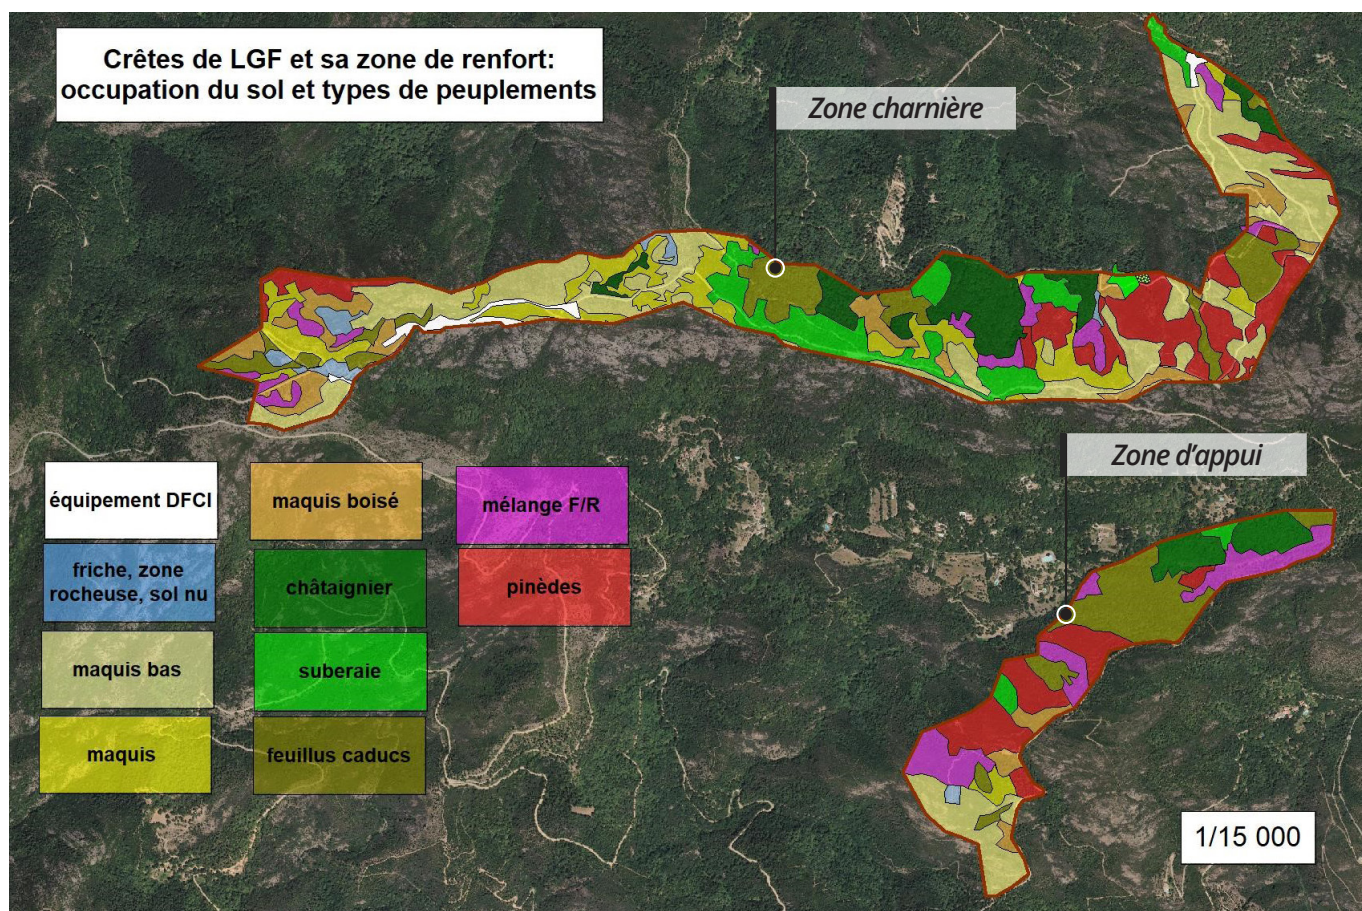 Crêtes de LGF et sa zone de renfort:
occupation du sol et types de peuplements
Zone charnière
Zone d'appui
équipement DFCI
maquis boisé
mélange F/R
friche, zone
rocheuse, sol nu
châtaignier
pinèdes
maquis bas
suberaie
maquis
feuillus caducs
1/15 000